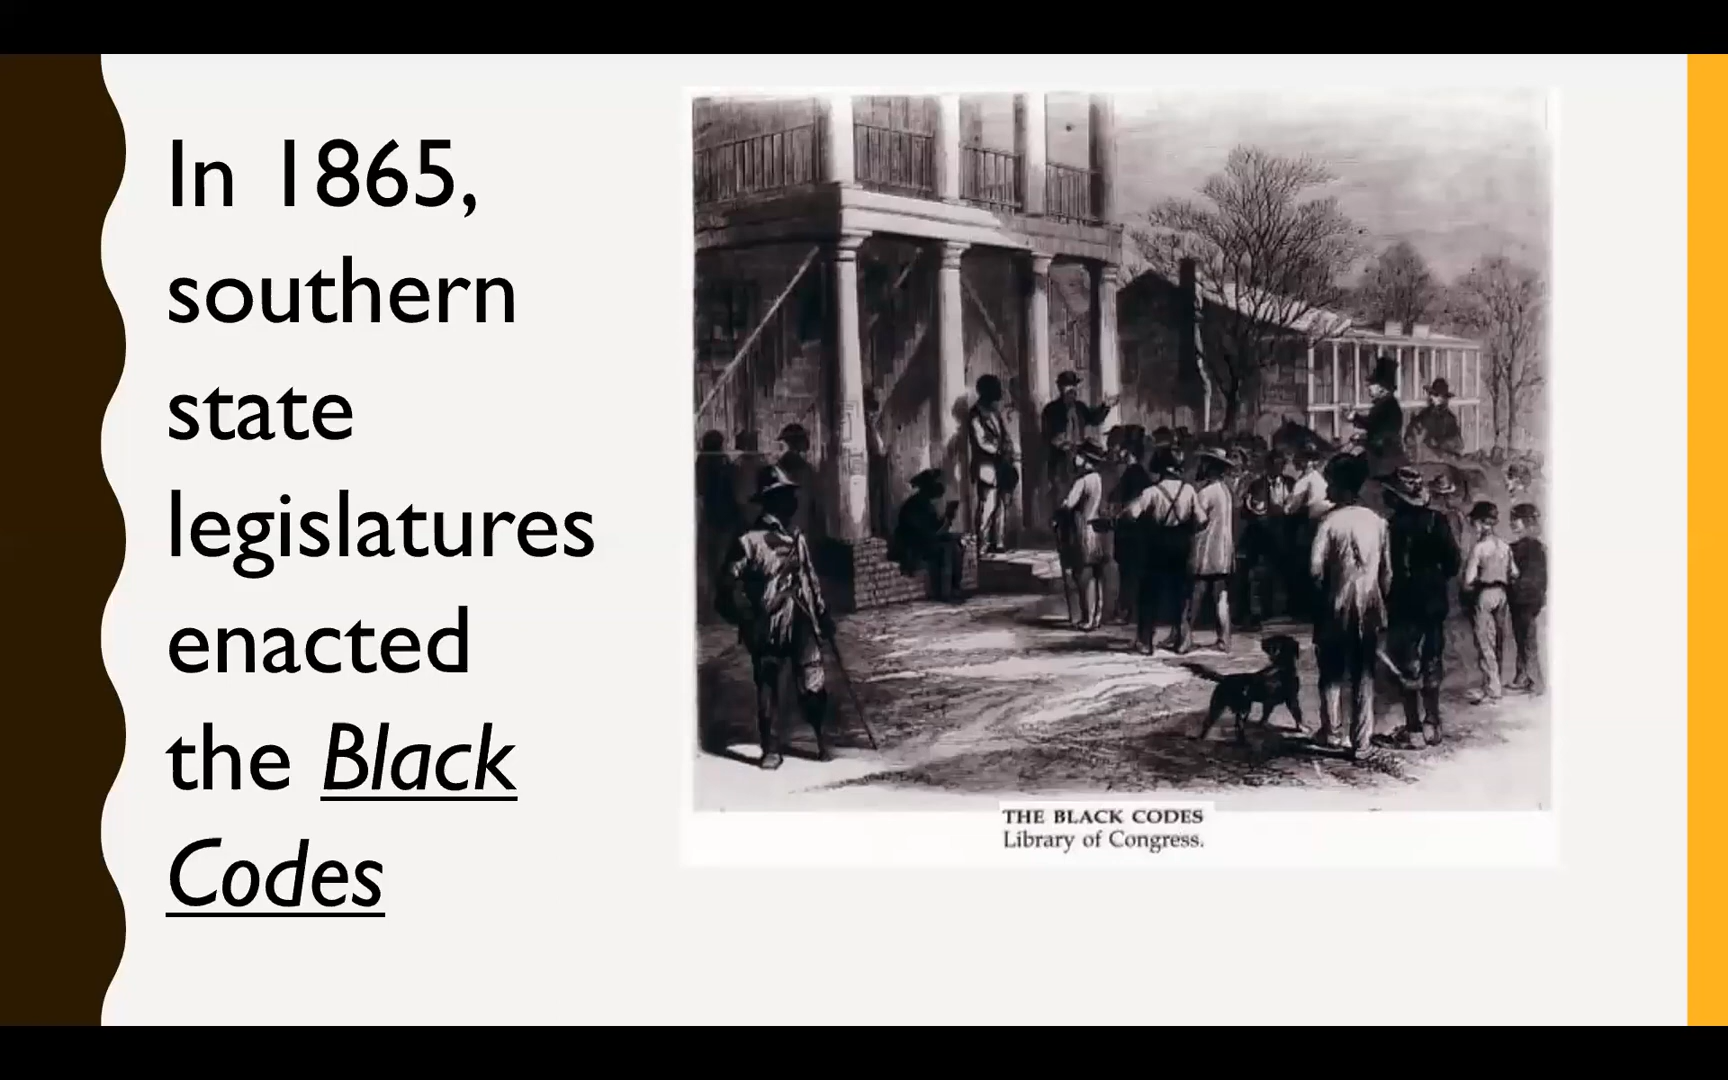 In 1865,
southern
state
legislatures
enacted
the Black
Codes
THE BLACK CODES
Library of Congress.